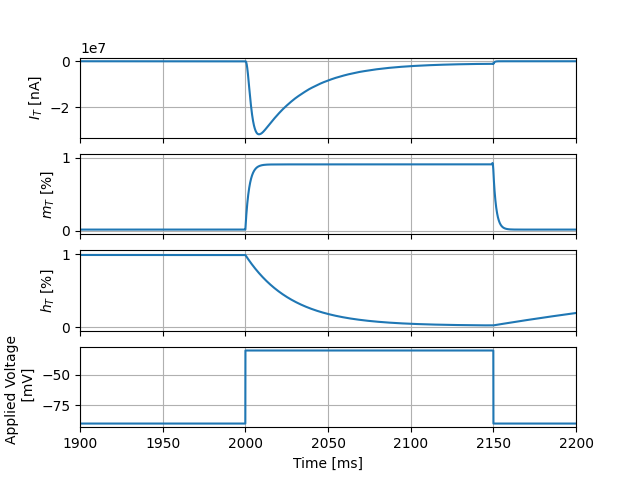 1e7
0
−2
I_T [nA]
1
0
m_T [%]
1
0
h_T [%]
−50
−75
Applied Voltage
[mV]
1900 1950 2000 2050 2100 2150 2200
Time [ms]